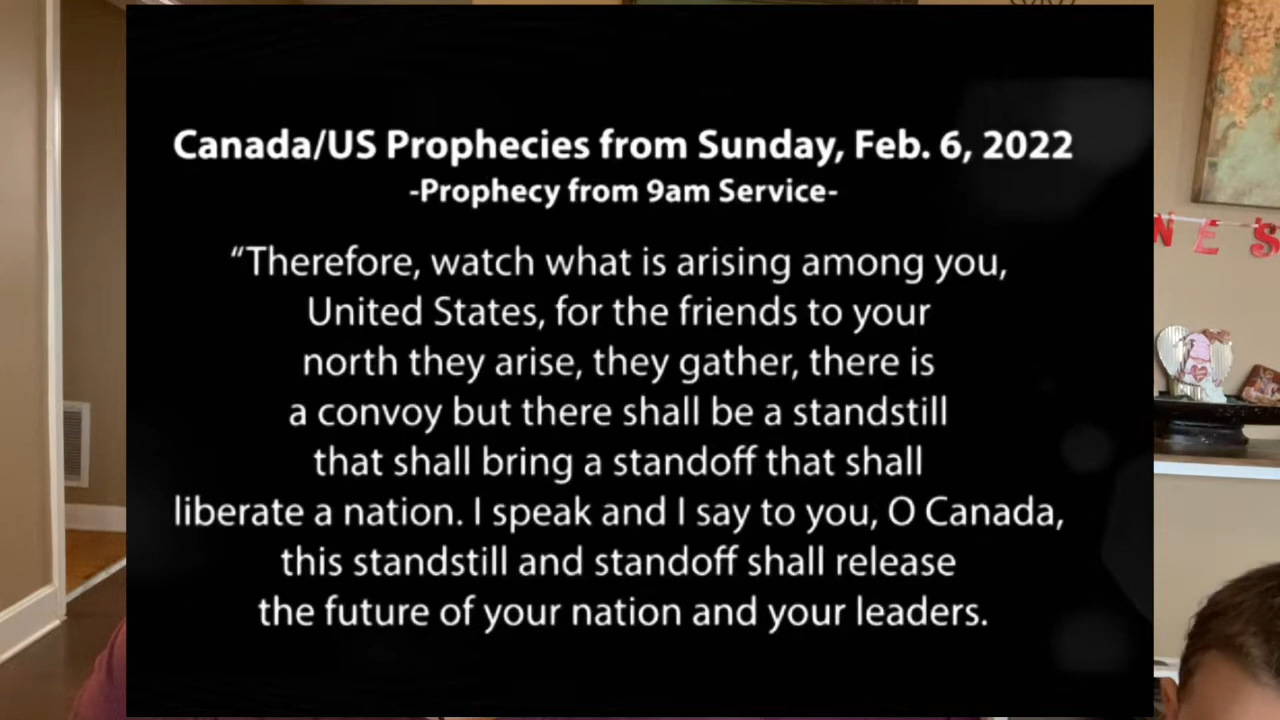 Canada/US Prophecies from Sunday, Feb. 6, 2022
-Prophecy from 9am Service-
“Therefore, watch what is arising among you,
United States, for the friends to your
north they arise, they gather, there is
a convoy but there shall be a standstill
that shall bring a standoff that shall
liberate a nation. I speak and I say to you, O Canada,
this standstill and standoff shall release
the future of your nation and your leaders.
N E S